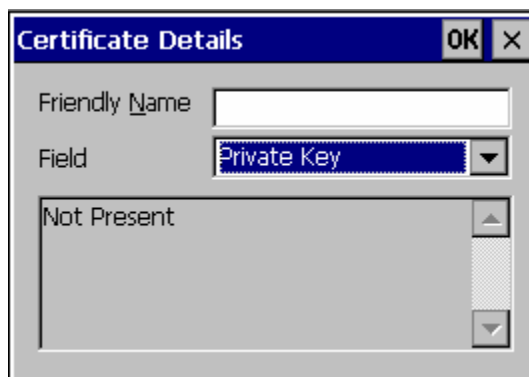 Certificate Details OK ×
Friendly Name
Field Private Key
Not Present